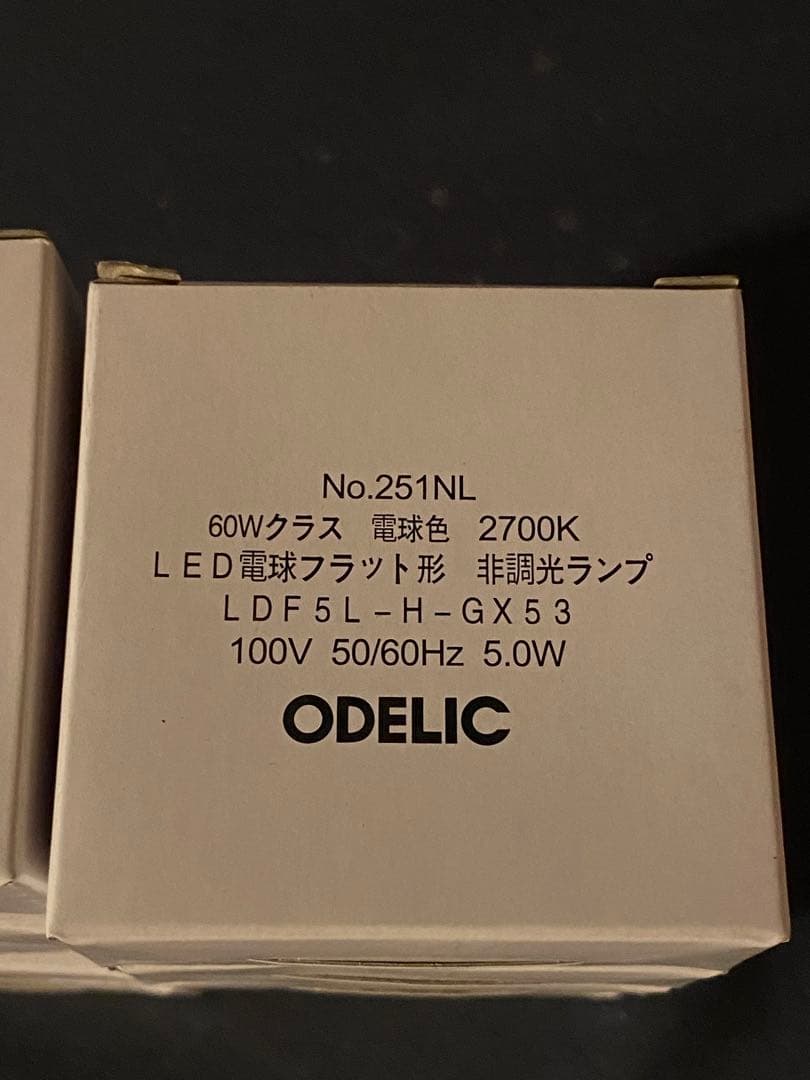 No.251NL
60Wクラス 電球色 2700K
ＬＥＤ電球フラット形 非調光ランプ
ＬＤＦ５Ｌ－Ｈ－ＧＸ５３
100V 50/60Hz 5.0W
ODELIC